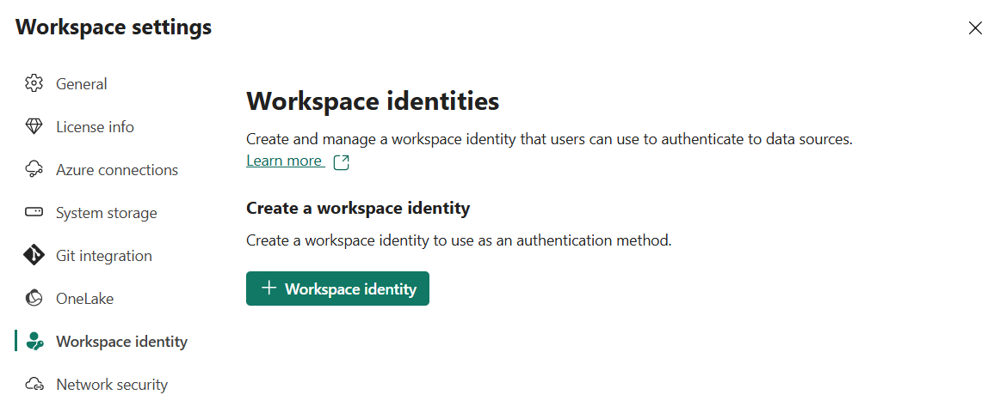 Workspace settings
General
License info
Azure connections
System storage
Git integration
OneLake
Workspace identity
Network security
Workspace identities
Create and manage a workspace identity that users can use to authenticate to data sources.
Learn more
Create a workspace identity
Create a workspace identity to use as an authentication method.
Workspace identity